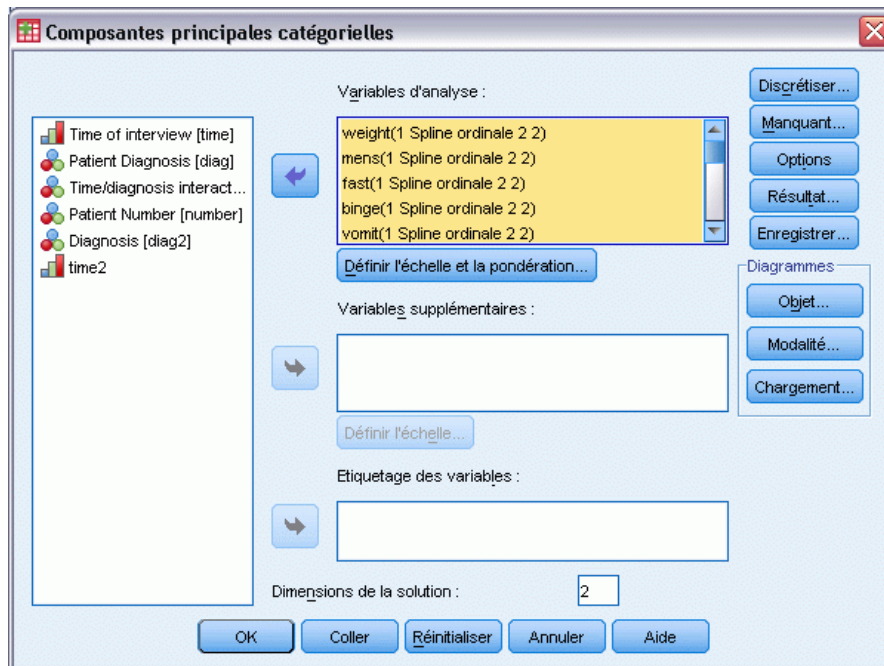 Composantes principales catégorielles
Time of interview [time]
Patient Diagnosis [diag]
Time/diagnosis interact...
Patient Number [number]
Diagnosis [diag2]
time2
Variables d'analyse :
weight(1 Spline ordinale 2 2)
mens(1 Spline ordinale 2 2)
fast(1 Spline ordinale 2 2)
binge(1 Spline ordinale 2 2)
vomit(1 Spline ordinale 2 2)
Définir l'échelle et la pondération...
Variables supplémentaires :
Définir l'échelle...
Etiquetage des variables :
Dimensions de la solution :
2
Discrétiser...
Manquant...
Options
Résultat...
Enregistrer...
Diagrammes
Objet...
Modalité...
Chargement...
OK
Coller
Réinitialiser
Annuler
Aide